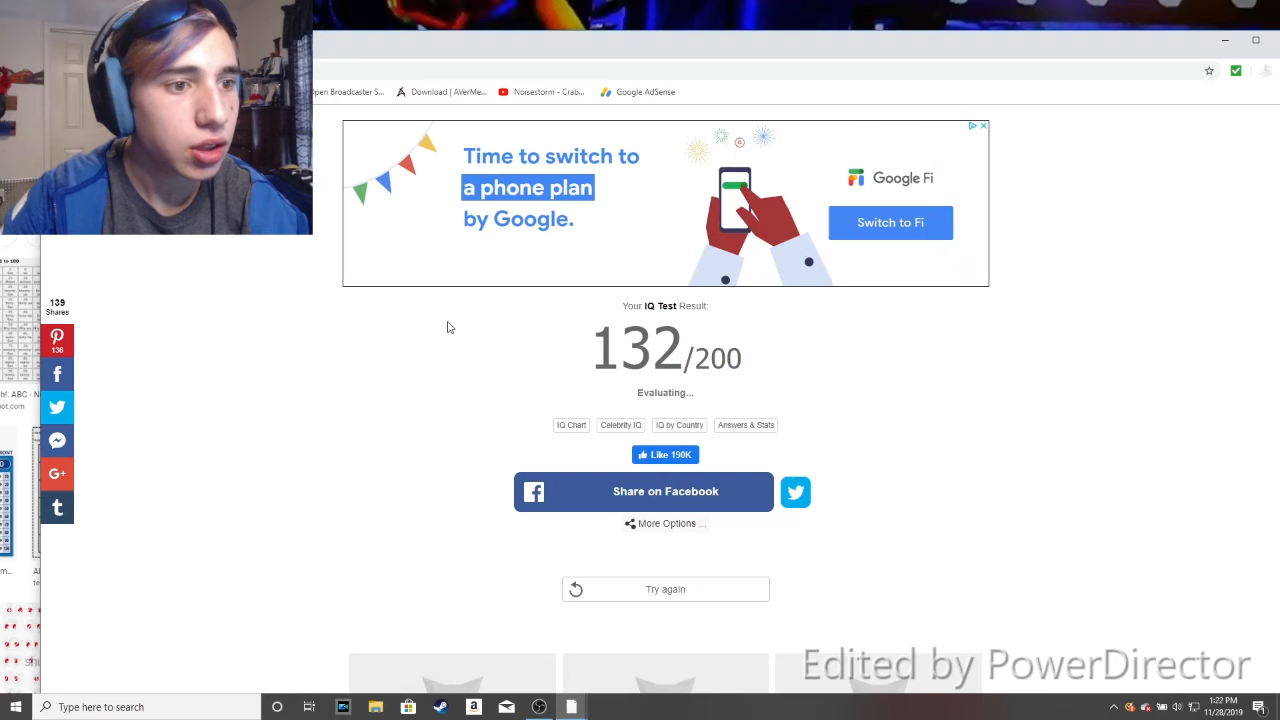 Open Broadcaster S...
Download | AVerMe...
Noisestorm - Crab...
Google AdSense
Time to switch to
a phone plan
by Google.
Google Fi
Switch to Fi
139
Shares
136
Your IQ Test Result:
132/200
Evaluating...
IQ Chart
Celebrity IQ
IQ by Country
Answers & Stats
Like 190K
Share on Facebook
More Options ...
Try again
Edited by PowerDirector
Type here to search
1:22 PM
11/28/2019